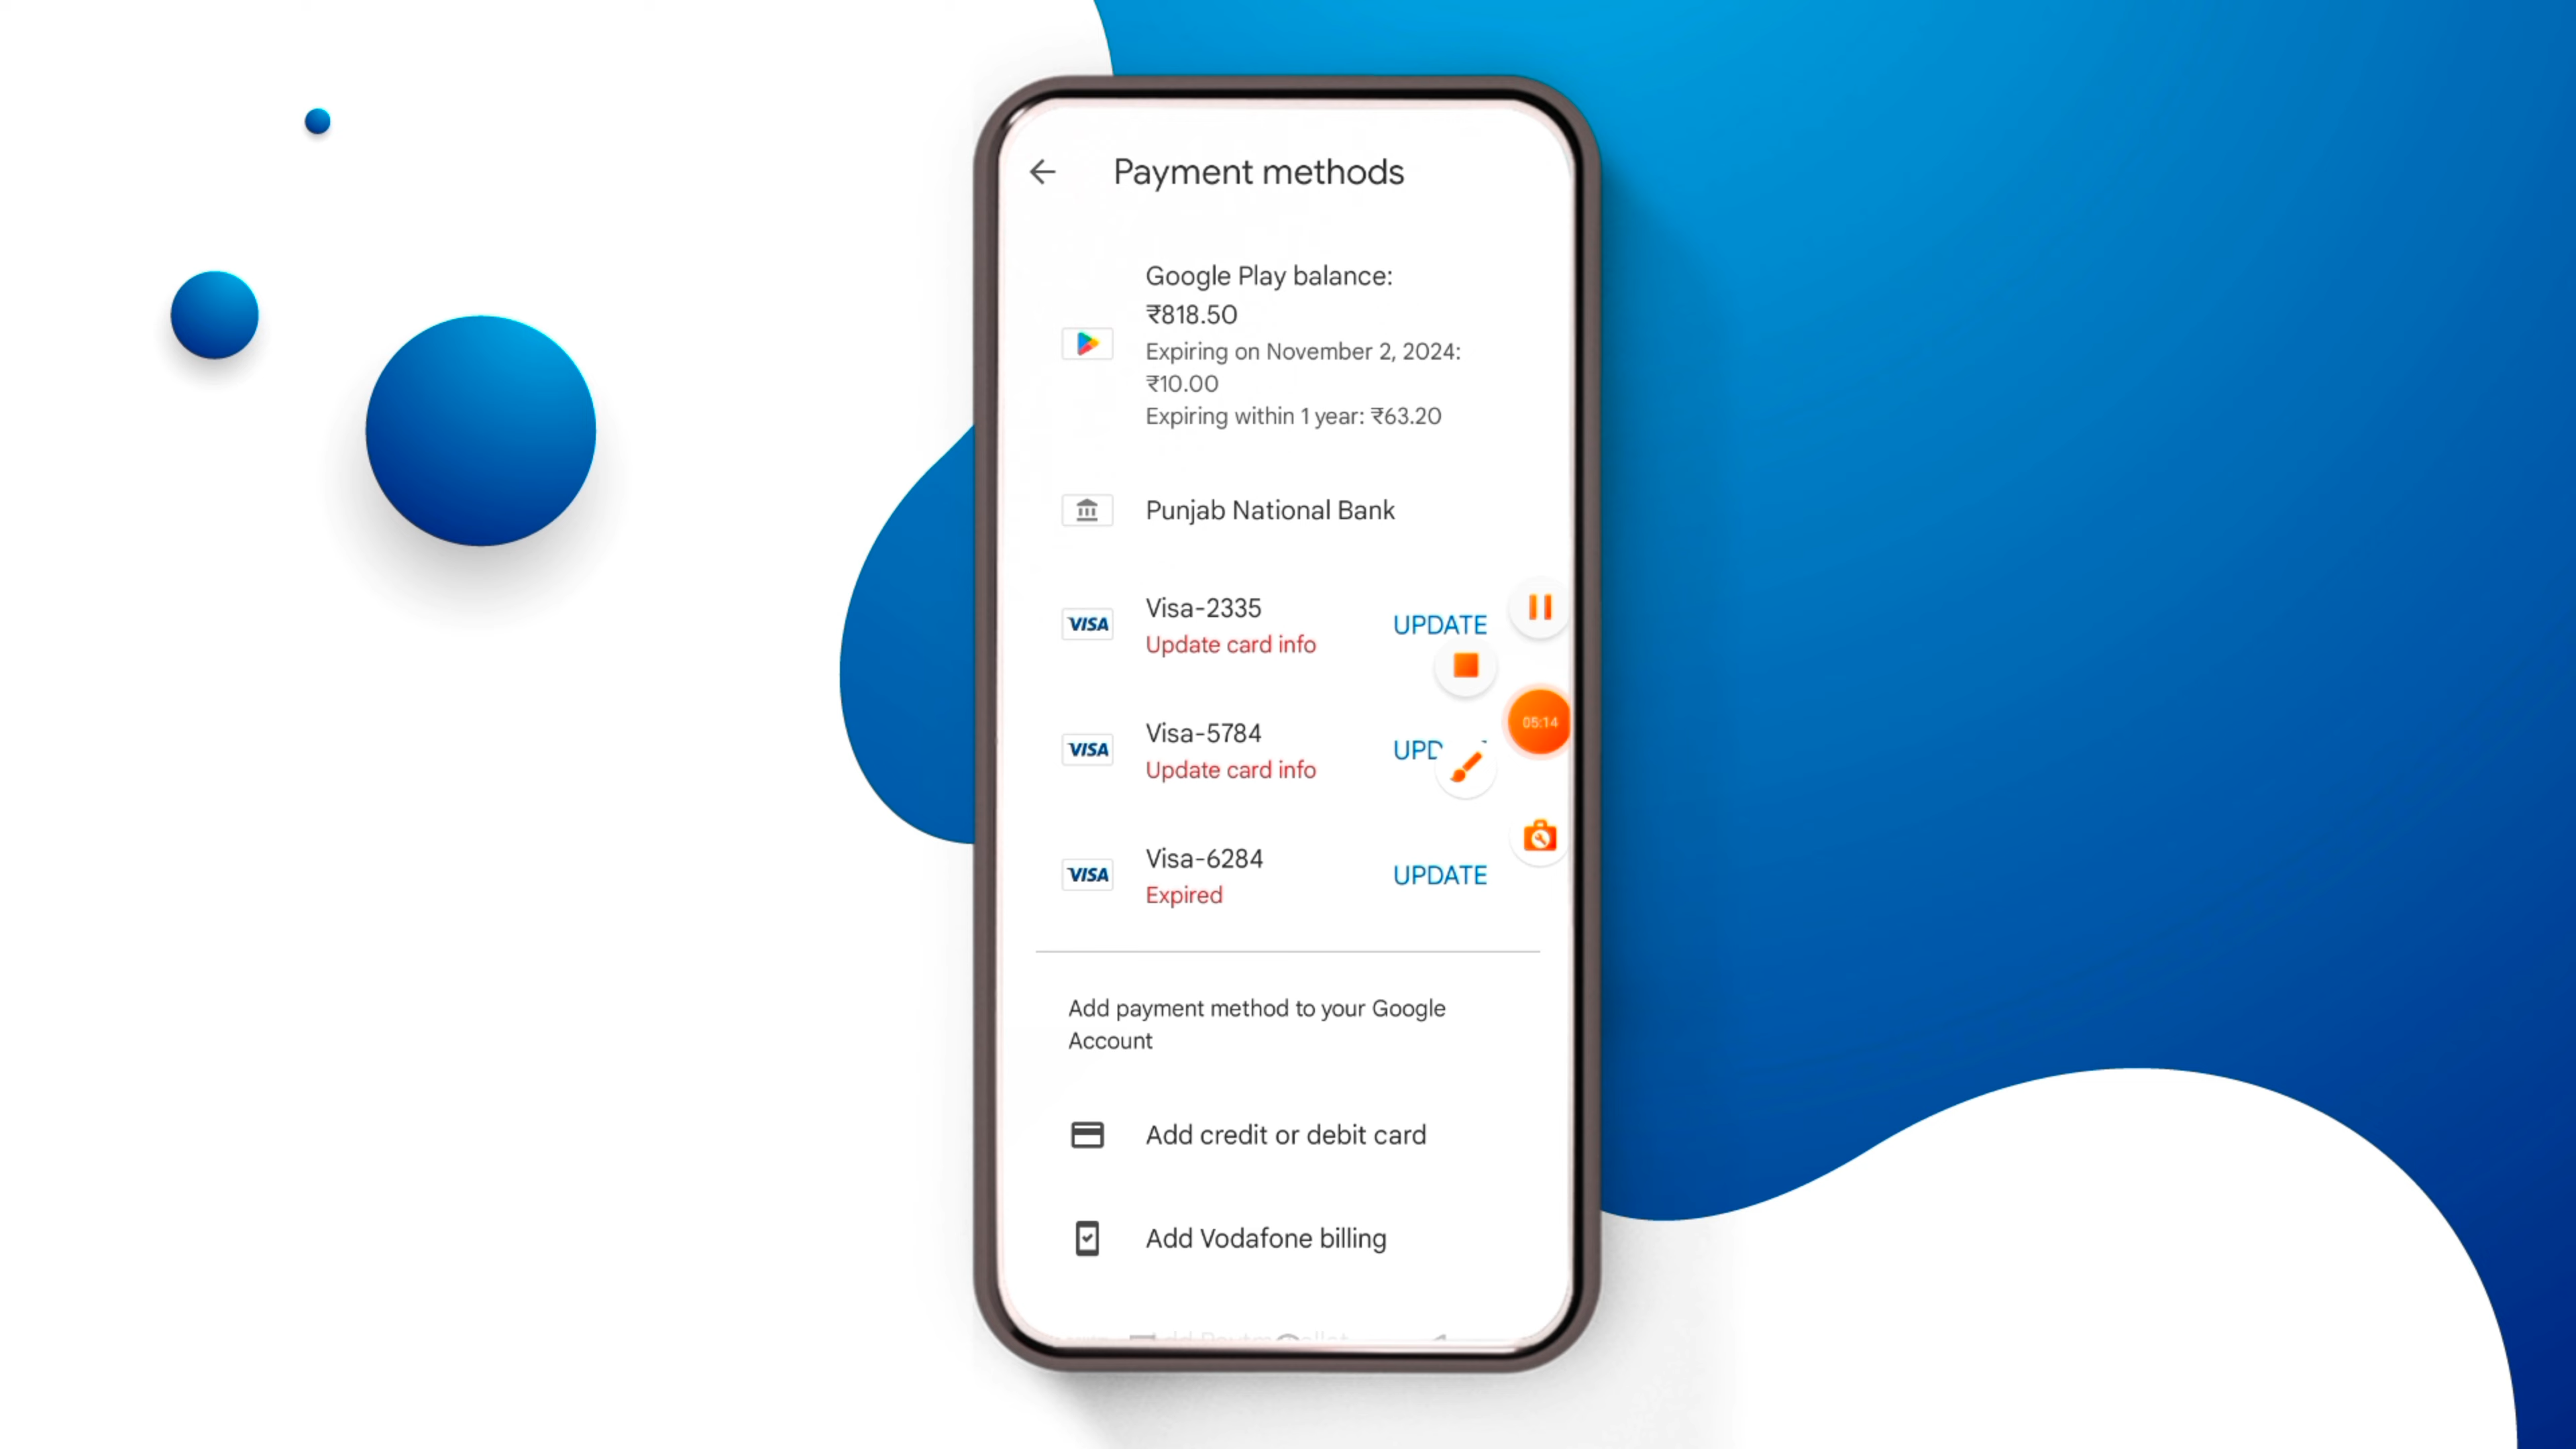 Payment methods
Google Play balance:
₹818.50
Expiring on November 2, 2024:
₹10.00
Expiring within 1 year: ₹63.20
Punjab National Bank
VISA
Visa-2335
UPDATE
Update card info
05:14
VISA
Visa-5784
Update card info
VISA
Visa-6284
UPDATE
Expired
Add payment method to your Google
Account
Add credit or debit card
Add Vodafone billing